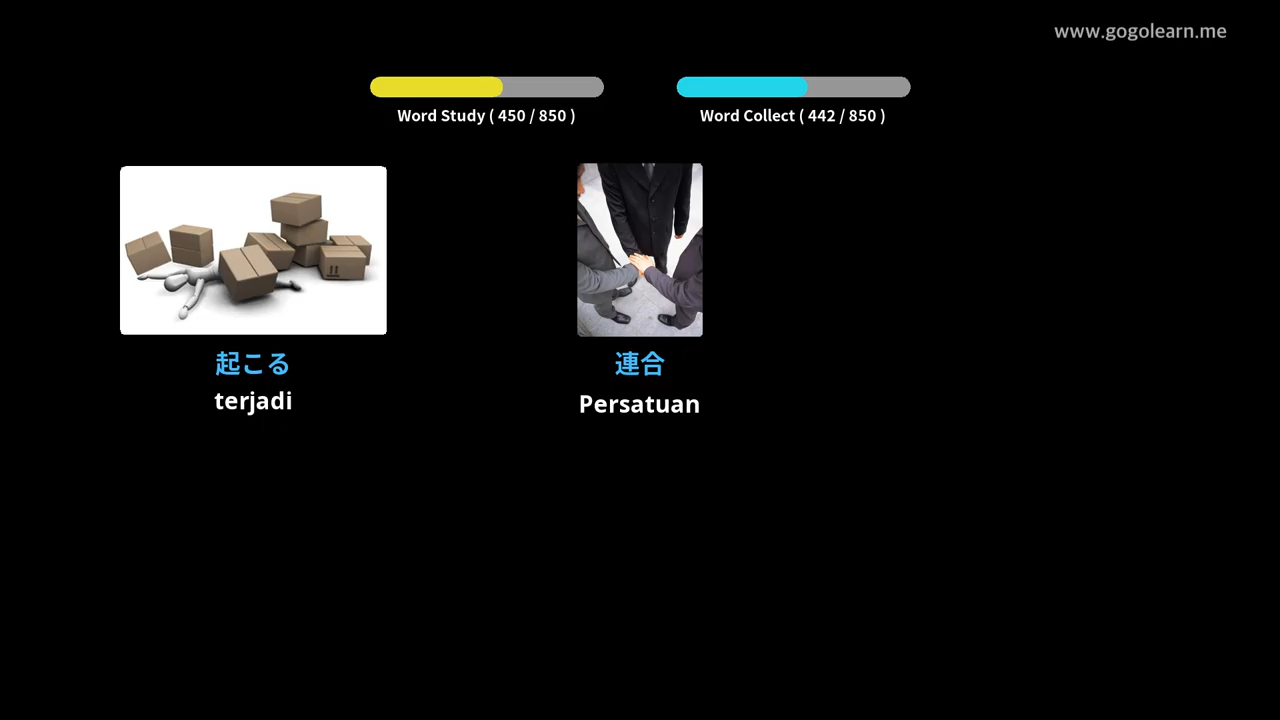 www.gogolearn.me
Word Study ( 450 / 850 )
Word Collect ( 442 / 850 )
起こる
terjadi
連合
Persatuan